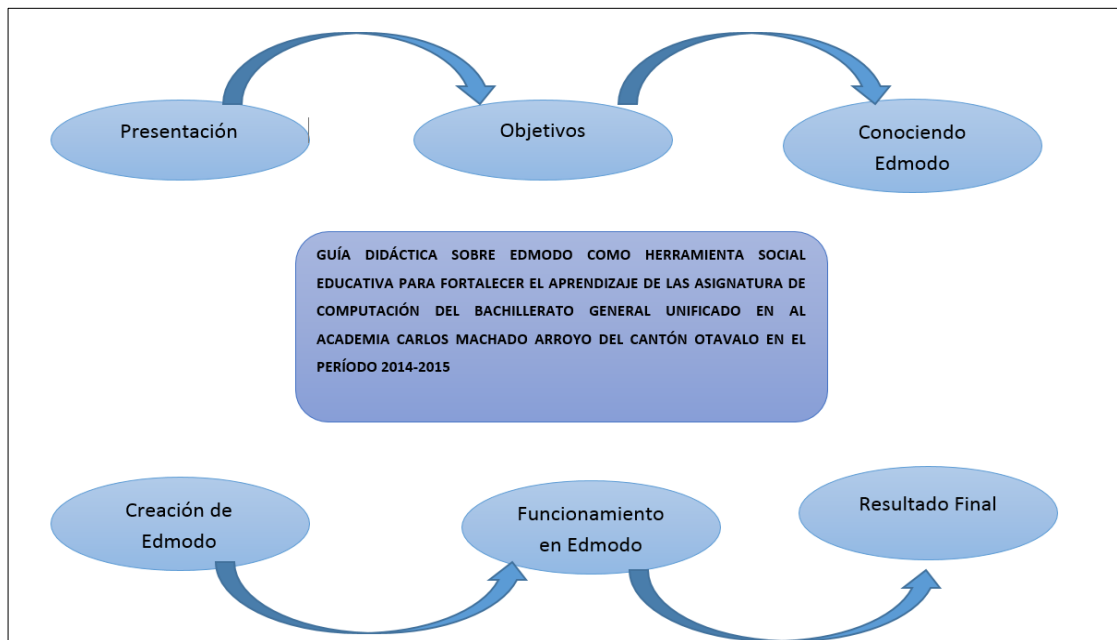 Presentación
Objetivos
Conociendo
Edmodo
GUÍA DIDÁCTICA SOBRE EDMODO COMO HERRAMIENTA SOCIAL
EDUCATIVA PARA FORTALECER EL APRENDIZAJE DE LAS ASIGNATURA DE
COMPUTACIÓN DEL BACHILLERATO GENERAL UNIFICADO EN AL
ACADEMIA CARLOS MACHADO ARROYO DEL CANTÓN OTAVALO EN EL
PERÍODO 2014-2015
Creación de
Edmodo
Funcionamiento
en Edmodo
Resultado Final